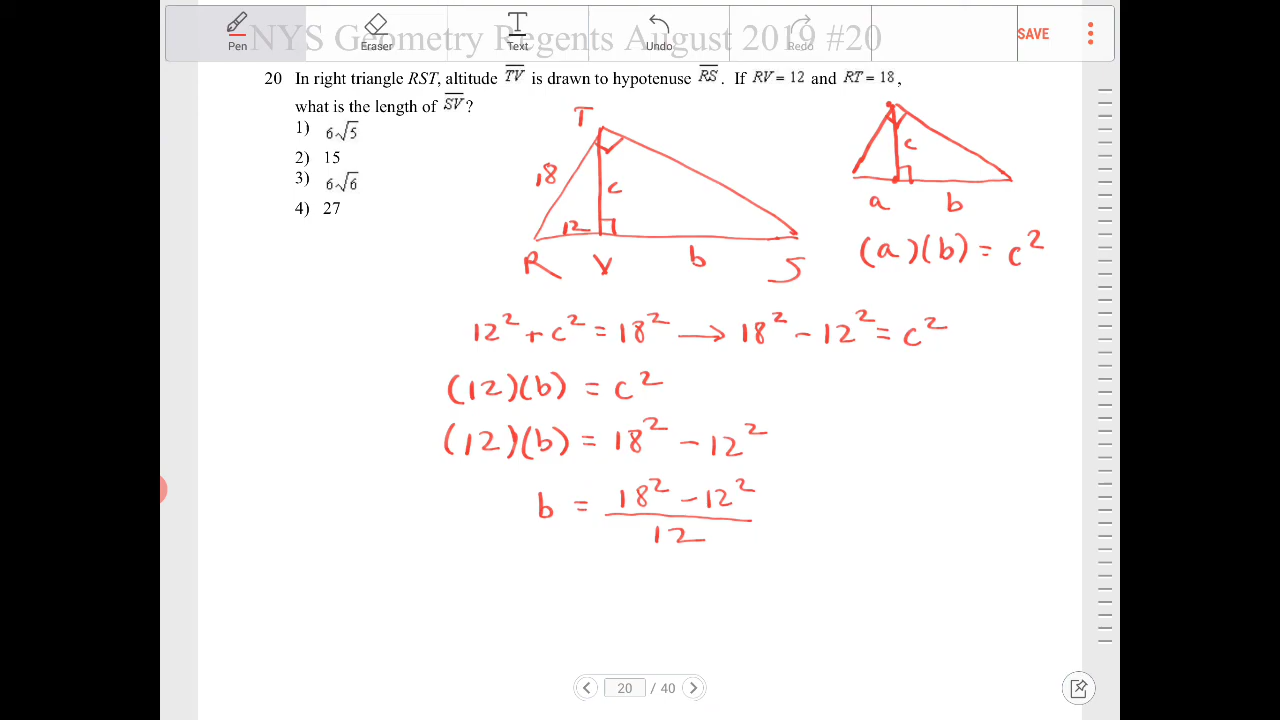 Pen
Eraser
Text
Undo
Redo
SAVE
NYS Geometry Regents August 2019 #20
20 In right triangle RST, altitude TV is drawn to hypotenuse RS. If RV = 12 and RT = 18,
what is the length of SV?
1) 6√5
2) 15
3) 6√6
4) 27
T
18
c
12
R V b S
c
a b
(a)(b) = c²
12² + c² = 18² → 18² − 12² = c²
(12)(b) = c²
(12)(b) = 18² − 12²
b = 18² − 12²
12
20 / 40